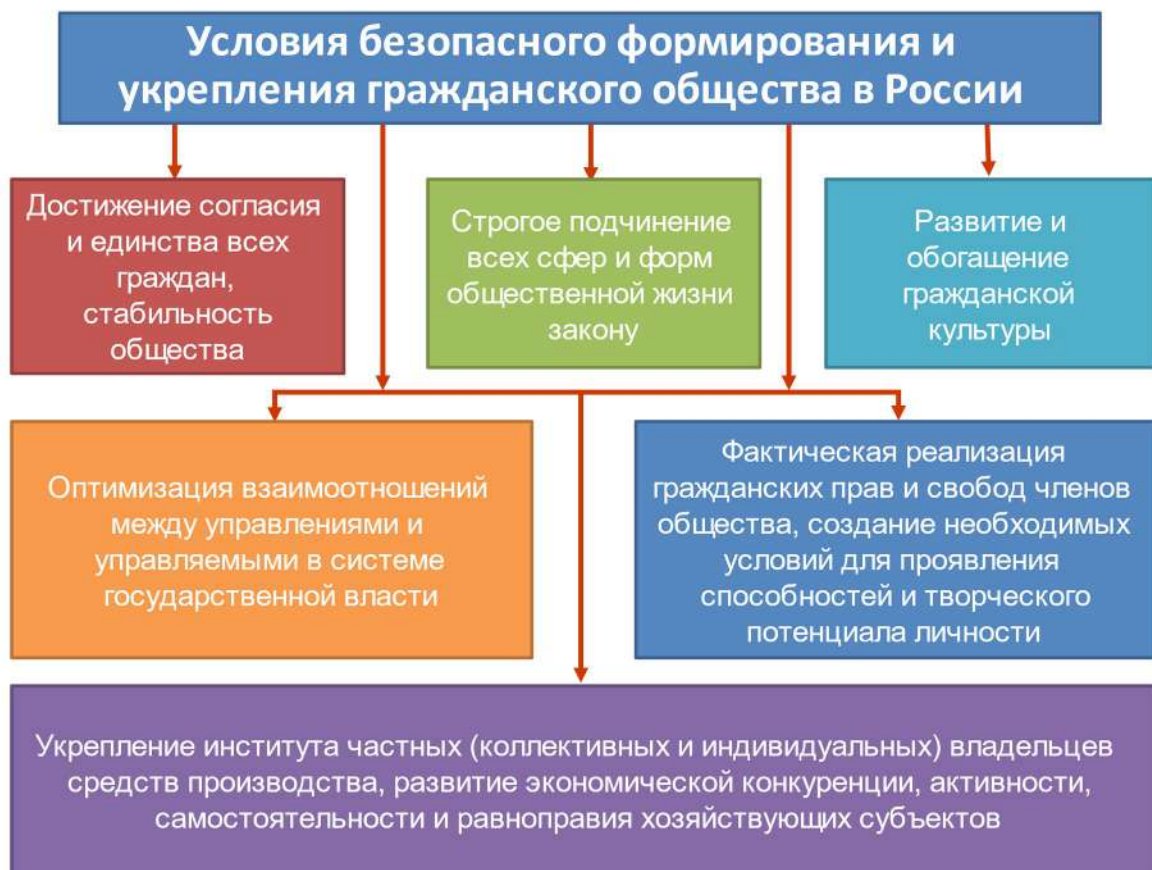 Условия безопасного формирования и
укрепления гражданского общества в России
Достижение согласия
и единства всех
граждан,
стабильность
общества
Строгое подчинение
всех сфер и форм
общественной жизни
закону
Развитие и
обогащение
гражданской
культуры
Оптимизация взаимоотношений
между управлениями и
управляемыми в системе
государственной власти
Фактическая реализация
гражданских прав и свобод членов
общества, создание необходимых
условий для проявления
способностей и творческого
потенциала личности
Укрепление института частных (коллективных и индивидуальных) владельцев
средств производства, развитие экономической конкуренции, активности,
самостоятельности и равноправия хозяйствующих субъектов